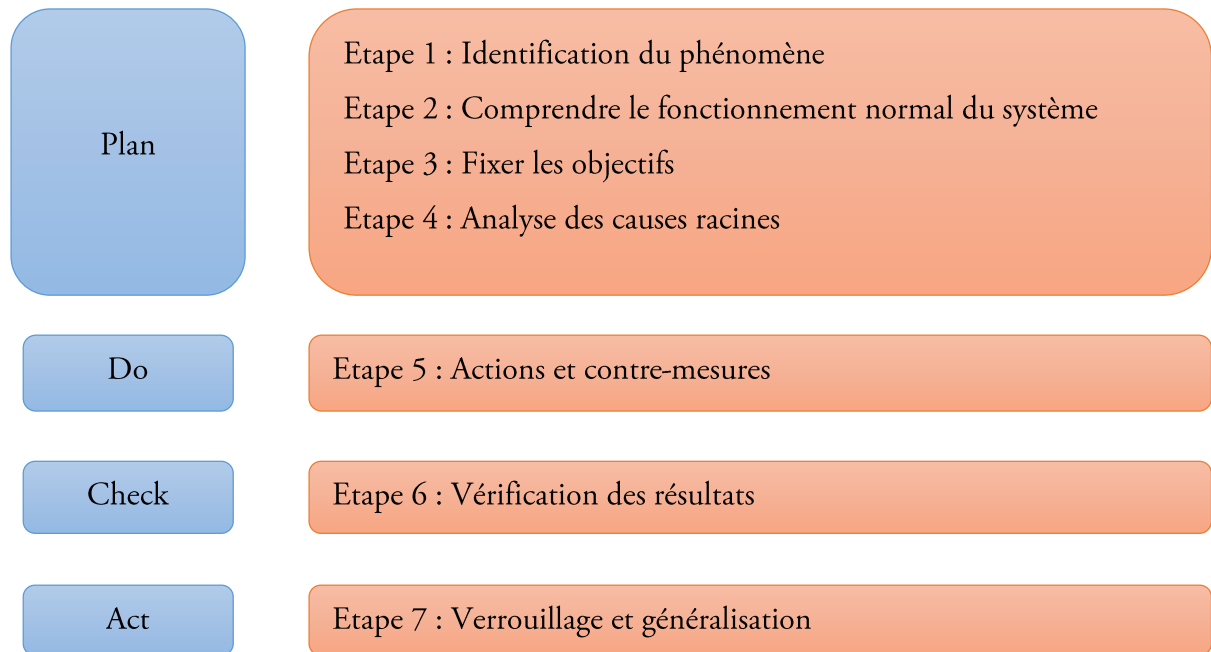 Plan
Etape 1 : Identification du phénomène
Etape 2 : Comprendre le fonctionnement normal du système
Etape 3 : Fixer les objectifs
Etape 4 : Analyse des causes racines
Do
Etape 5 : Actions et contre-mesures
Check
Etape 6 : Vérification des résultats
Act
Etape 7 : Verrouillage et généralisation